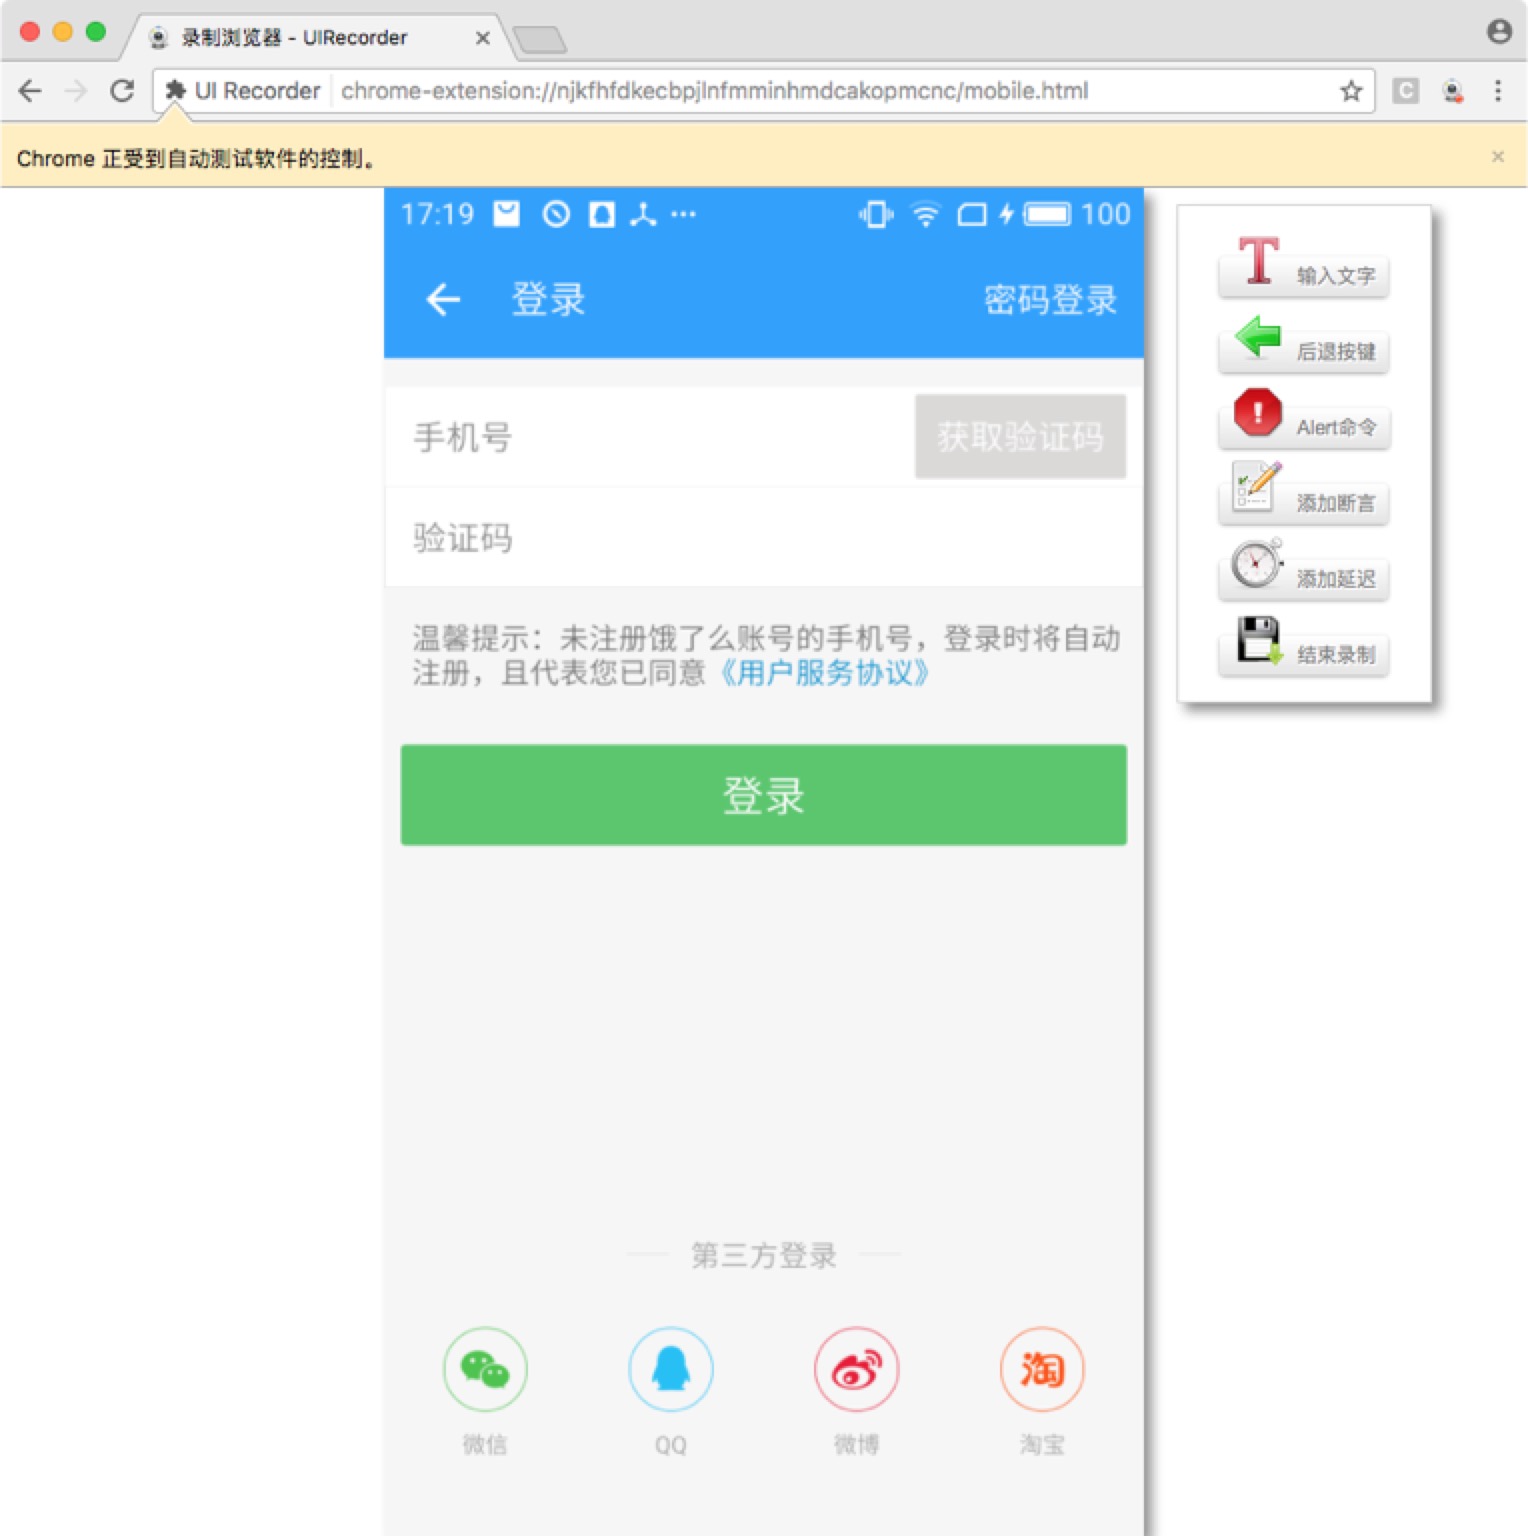 录制浏览器 - UIRecorder
UI Recorder chrome-extension://njkfhfdkecbpjlnfmminhmdcakopmcnc/mobile.html
C
Chrome 正受到自动测试软件的控制。
17:19 100
登录 密码登录
手机号 获取验证码
验证码
温馨提示：未注册饿了么账号的手机号，登录时将自动
注册，且代表您已同意《用户服务协议》
登录
第三方登录
淘
微信 QQ 微博 淘宝
T 输入文字
后退按键
Alert命令
添加断言
添加延迟
结束录制